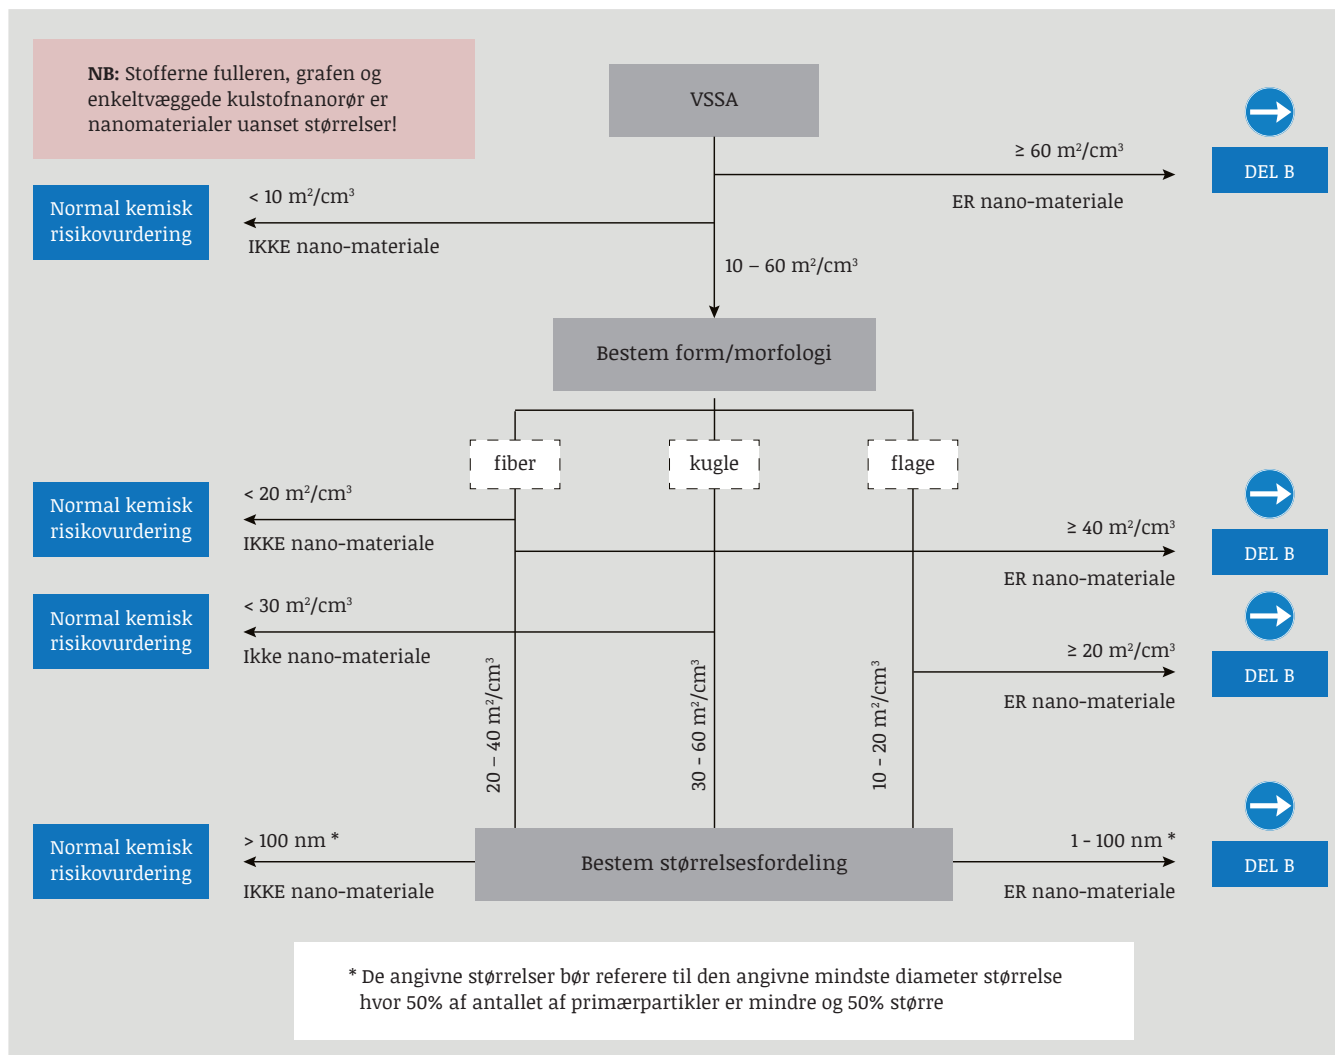 NB: Stofferne fulleren, grafen og
enkeltvæggede kulstofnanorør er
nanomaterialer uanset størrelser!
VSSA
≥ 60 m²/cm³
ER nano-materiale
DEL B
Normal kemisk
risikovurdering
< 10 m²/cm³
IKKE nano-materiale
10 – 60 m²/cm³
Bestem form/morfologi
fiber
kugle
flage
Normal kemisk
risikovurdering
< 20 m²/cm³
IKKE nano-materiale
≥ 40 m²/cm³
ER nano-materiale
DEL B
Normal kemisk
risikovurdering
< 30 m²/cm³
Ikke nano-materiale
≥ 20 m²/cm³
ER nano-materiale
DEL B
20 – 40 m²/cm³
30 - 60 m²/cm³
10 - 20 m²/cm³
Normal kemisk
risikovurdering
> 100 nm *
IKKE nano-materiale
Bestem størrelsesfordeling
1 - 100 nm *
ER nano-materiale
DEL B
* De angivne størrelser bør referere til den angivne mindste diameter størrelse
hvor 50% af antallet af primærpartikler er mindre og 50% større